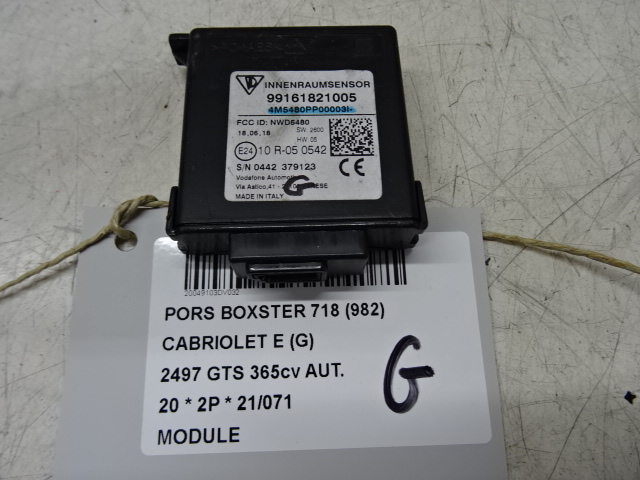 INNENRAUMSENSOR
99161821005
4M5480PP00003I-
FCC ID: NWD5480
18.06.18
SW: 2600
HW: 05
E24 10 R-05 0542
S/N 0442 379123
CE
Vodafone Automotive
Via Astico,41 -
MADE IN ITALY
G
20049103DV032
PORS BOXSTER 718 (982)
CABRIOLET E (G)
2497 GTS 365cv AUT.
20 * 2P * 21/071
MODULE
G